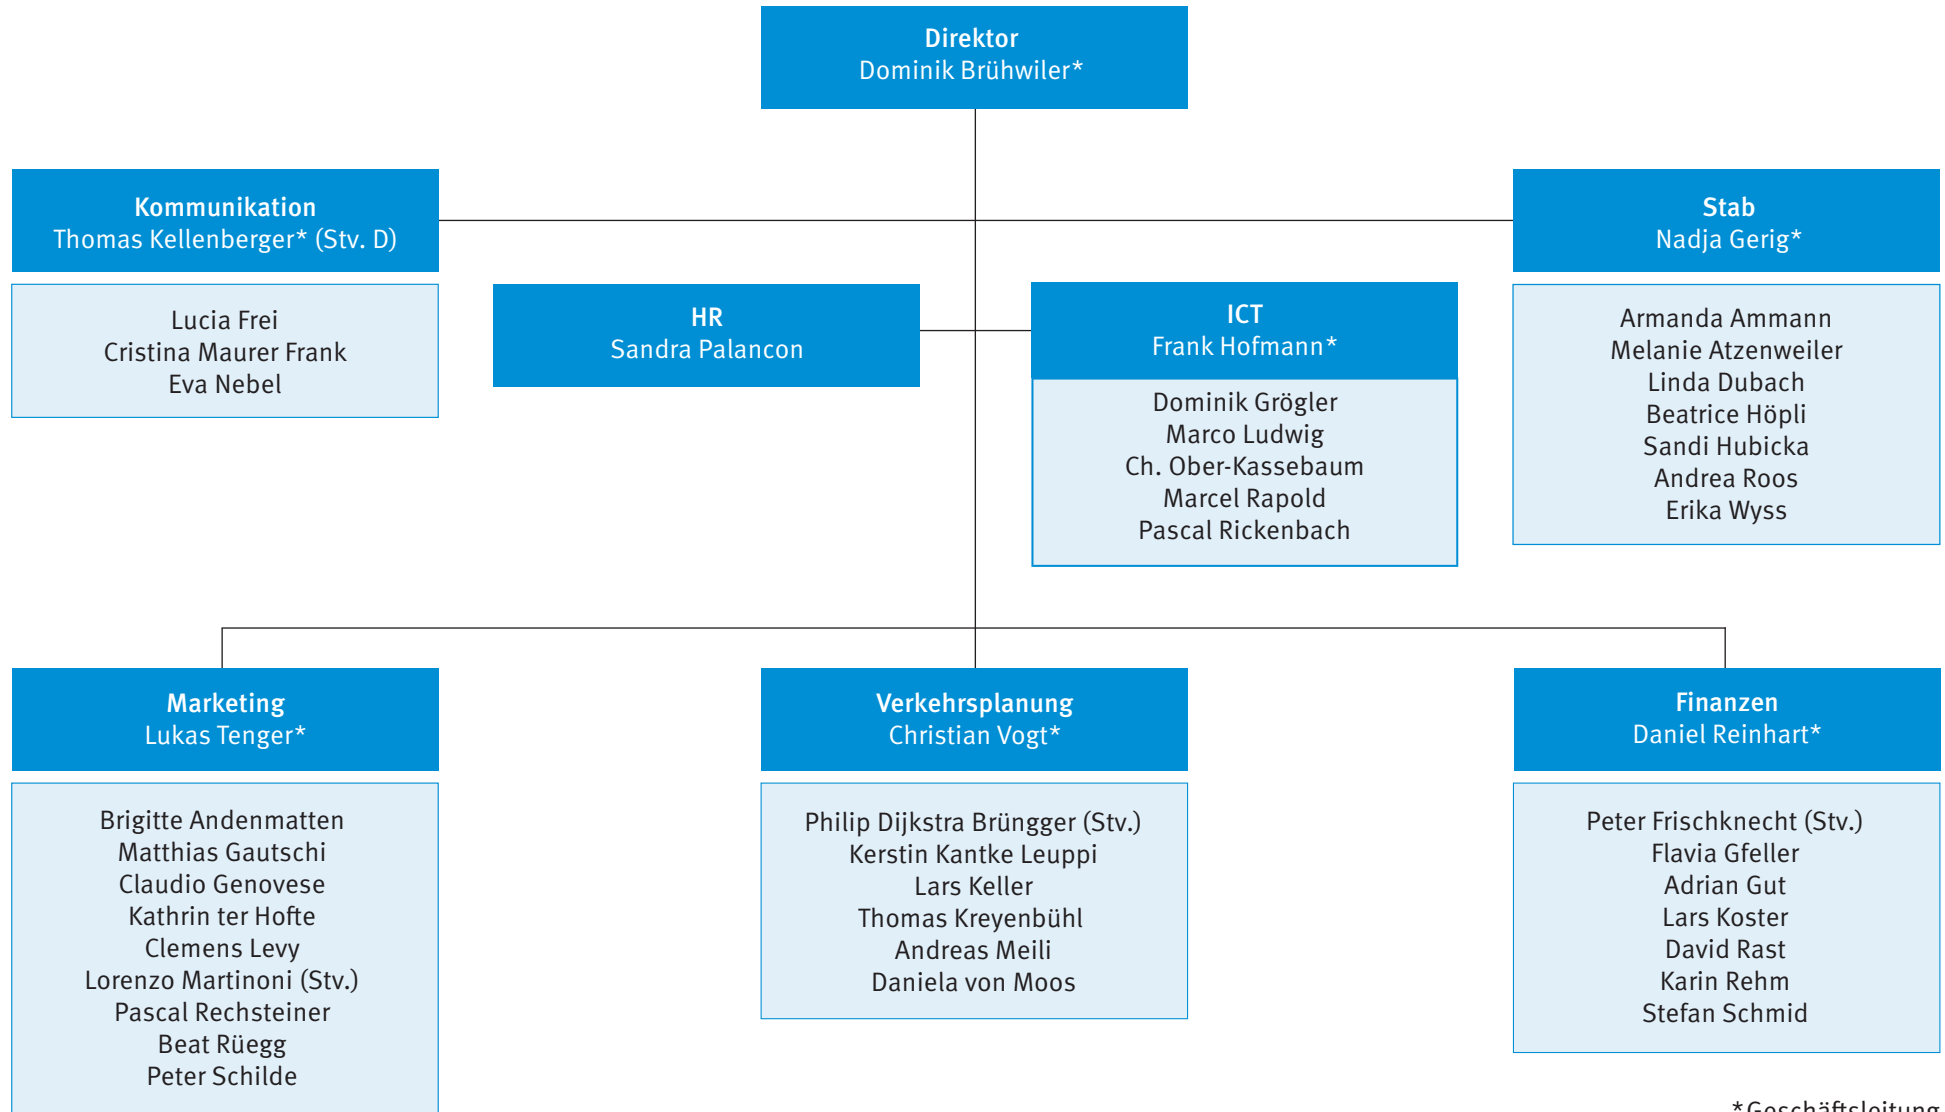 Direktor
Dominik Brühwiler*
Kommunikation
Thomas Kellenberger* (Stv. D)
Lucia Frei
Cristina Maurer Frank
Eva Nebel
HR
Sandra Palancon
ICT
Frank Hofmann*
Dominik Grögler
Marco Ludwig
Ch. Ober-Kassebaum
Marcel Rapold
Pascal Rickenbach
Stab
Nadja Gerig*
Armanda Ammann
Melanie Atzenweiler
Linda Dubach
Beatrice Höpli
Sandi Hubicka
Andrea Roos
Erika Wyss
Marketing
Lukas Tenger*
Brigitte Andenmatten
Matthias Gautschi
Claudio Genovese
Kathrin ter Hofte
Clemens Levy
Lorenzo Martinoni (Stv.)
Pascal Rechsteiner
Beat Rüegg
Peter Schilde
Verkehrsplanung
Christian Vogt*
Philip Dijkstra Brüngger (Stv.)
Kerstin Kantke Leuppi
Lars Keller
Thomas Kreyenbühl
Andreas Meili
Daniela von Moos
Finanzen
Daniel Reinhart*
Peter Frischknecht (Stv.)
Flavia Gfeller
Adrian Gut
Lars Koster
David Rast
Karin Rehm
Stefan Schmid
*Geschäftsleitung